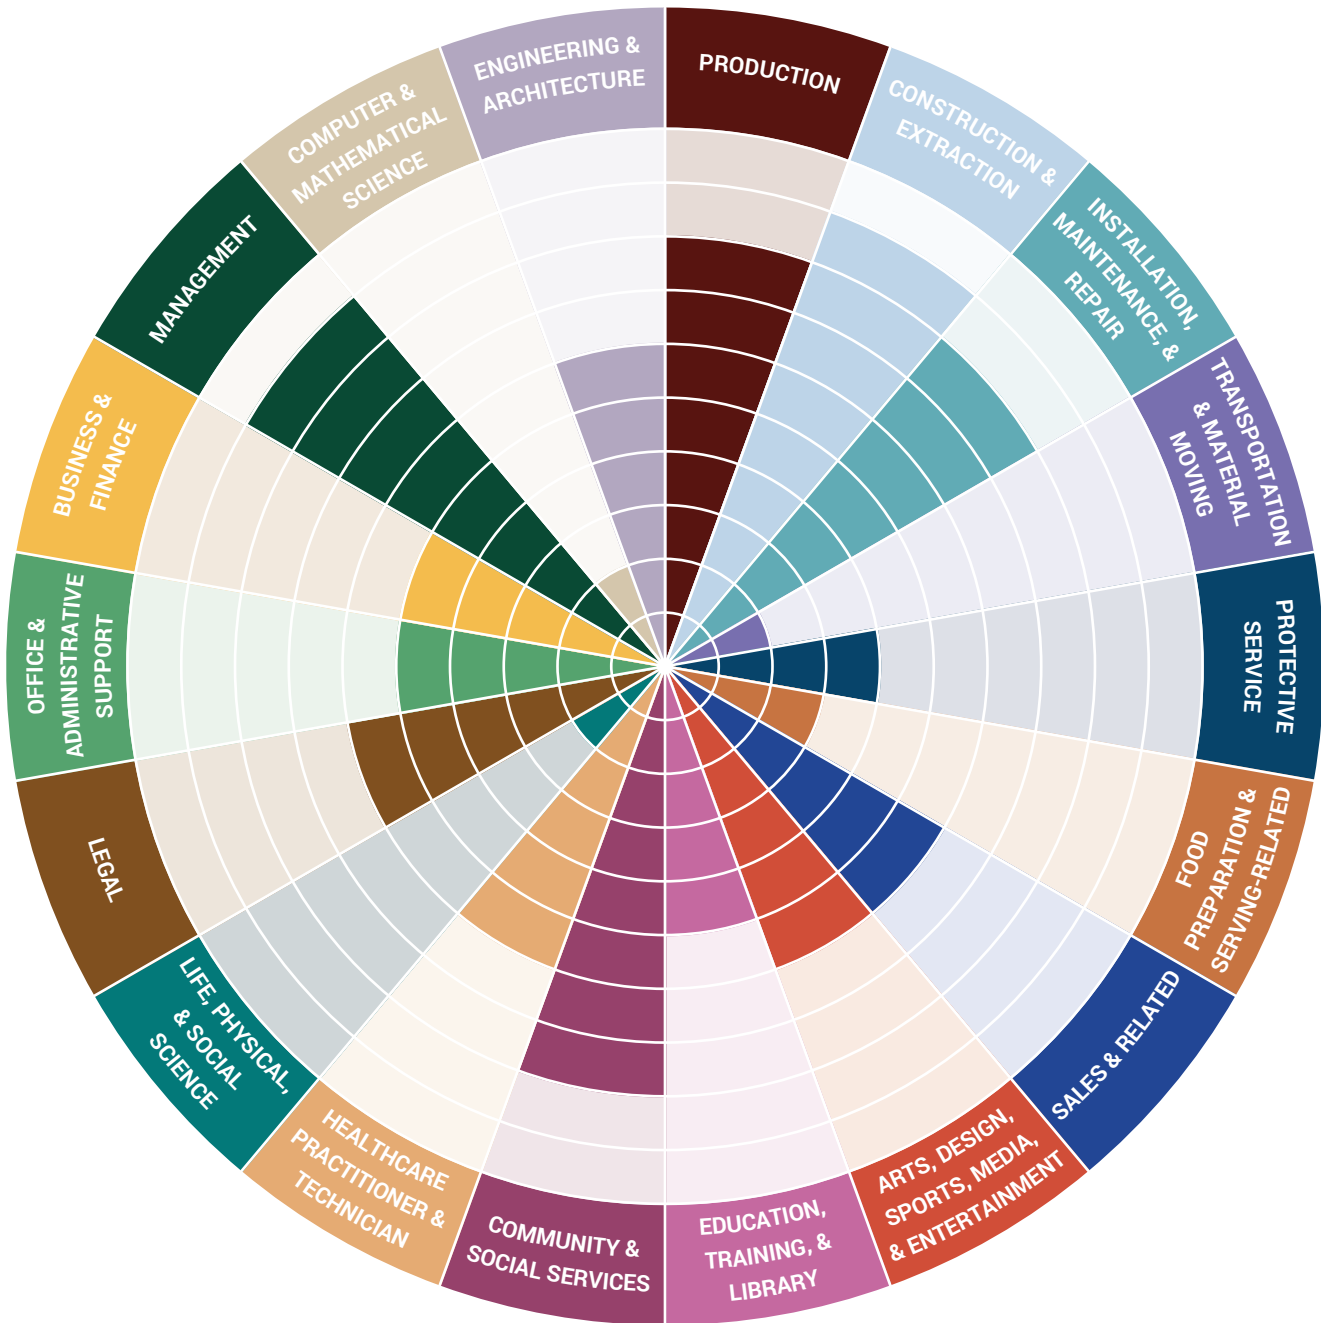 PRODUCTION
CONSTRUCTION &
EXTRACTION
INSTALLATION,
MAINTENANCE, &
REPAIR
TRANSPORTATION
& MATERIAL
MOVING
PROTECTIVE
SERVICE
FOOD
PREPARATION &
SERVING-RELATED
SALES & RELATED
ARTS, DESIGN,
SPORTS, MEDIA,
& ENTERTAINMENT
EDUCATION,
TRAINING, &
LIBRARY
COMMUNITY &
SOCIAL SERVICES
HEALTHCARE
PRACTITIONER &
TECHNICIAN
LIFE, PHYSICAL,
& SOCIAL
SCIENCE
LEGAL
OFFICE &
ADMINISTRATIVE
SUPPORT
BUSINESS &
FINANCE
MANAGEMENT
COMPUTER &
MATHEMATICAL
SCIENCE
ENGINEERING &
ARCHITECTURE